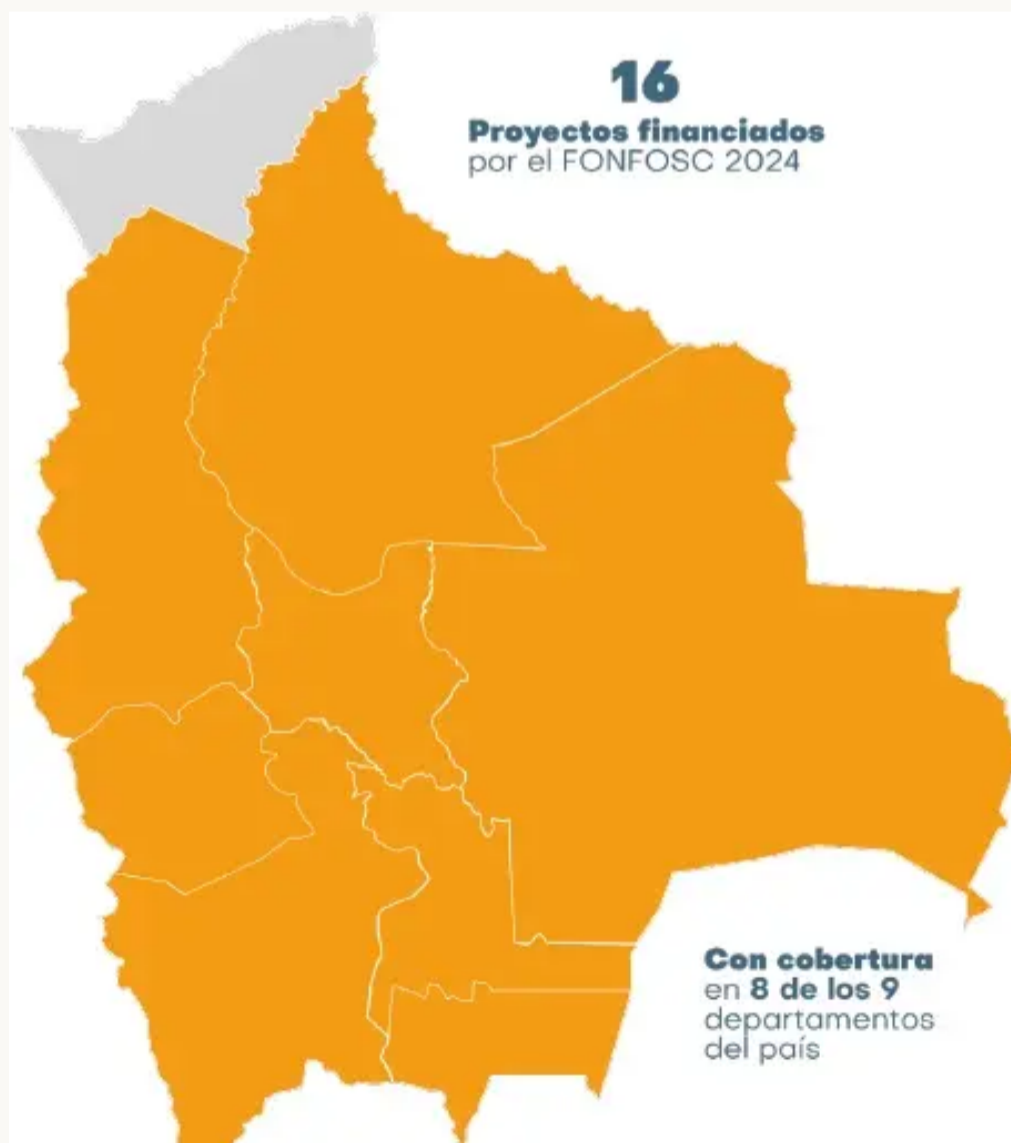 16
Proyectos financiados
por el FONFOSC 2024
Con cobertura
en 8 de los 9
departamentos
del país